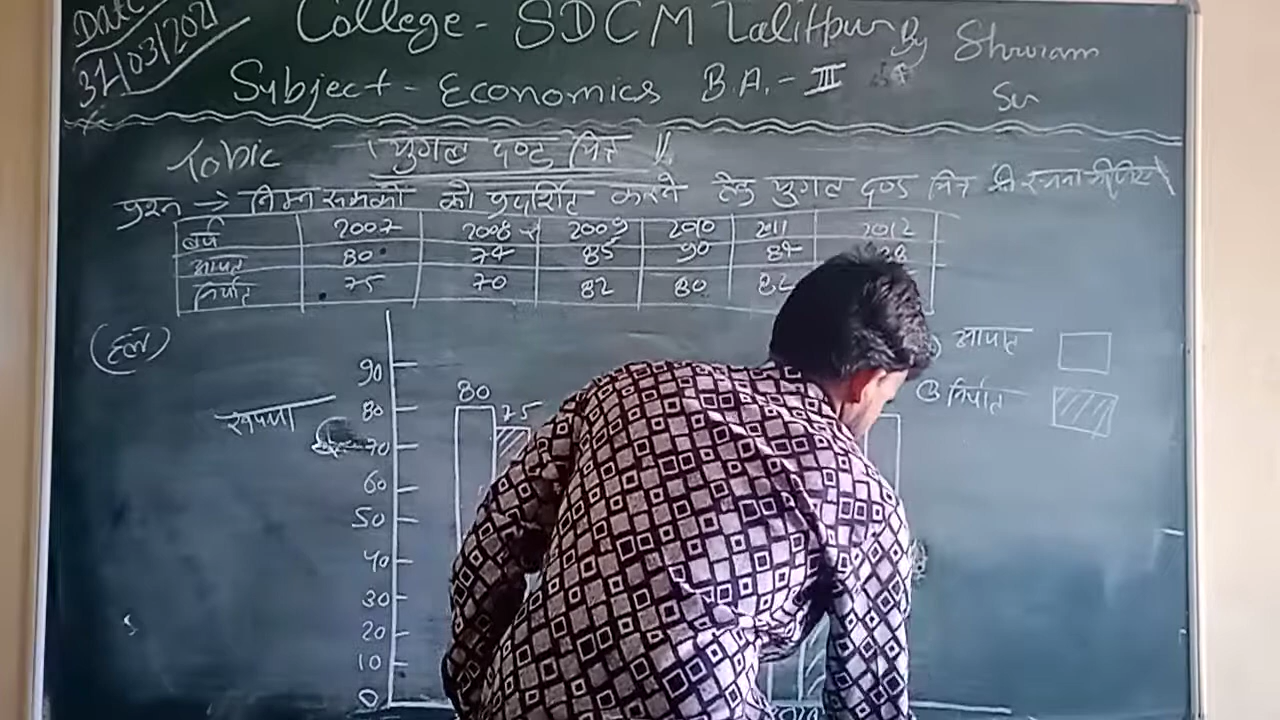 Date
31/03/2021
College - SDCM Lalitpur By Shriram
Subject - Economics B.A. - III Sir
Topic युगल दण्ड चित्र
प्रश्न → निम्न समंकों को प्रदर्शित करने हेतु युगल दण्ड चित्र की रचना कीजिए
वर्ष 2007 2008 2009 2010 2011 2012
आयात 80 74 85 90 84
निर्यात 75 70 82 80 82
(हल)
आयात
निर्यात
90
80
80 75
70
60
50
40
30
20
10
0
2010